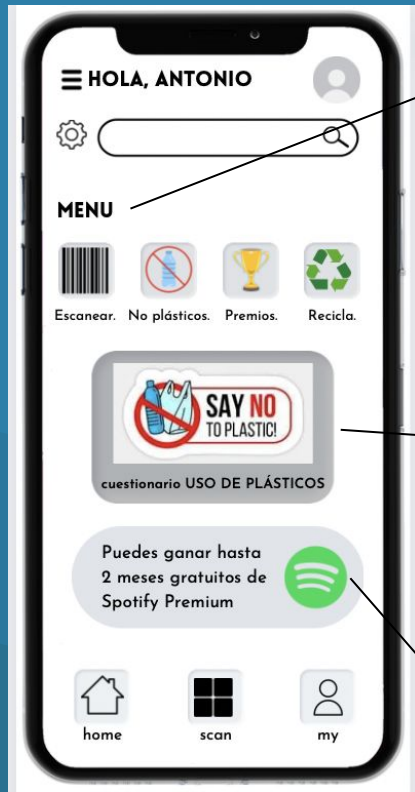 HOLA, ANTONIO
MENU
Escanear. No plásticos. Premios. Recicla.
SAY NO
TO PLASTIC!
cuestionario USO DE PLÁSTICOS
Puedes ganar hasta
2 meses gratuitos de
Spotify Premium
home scan my